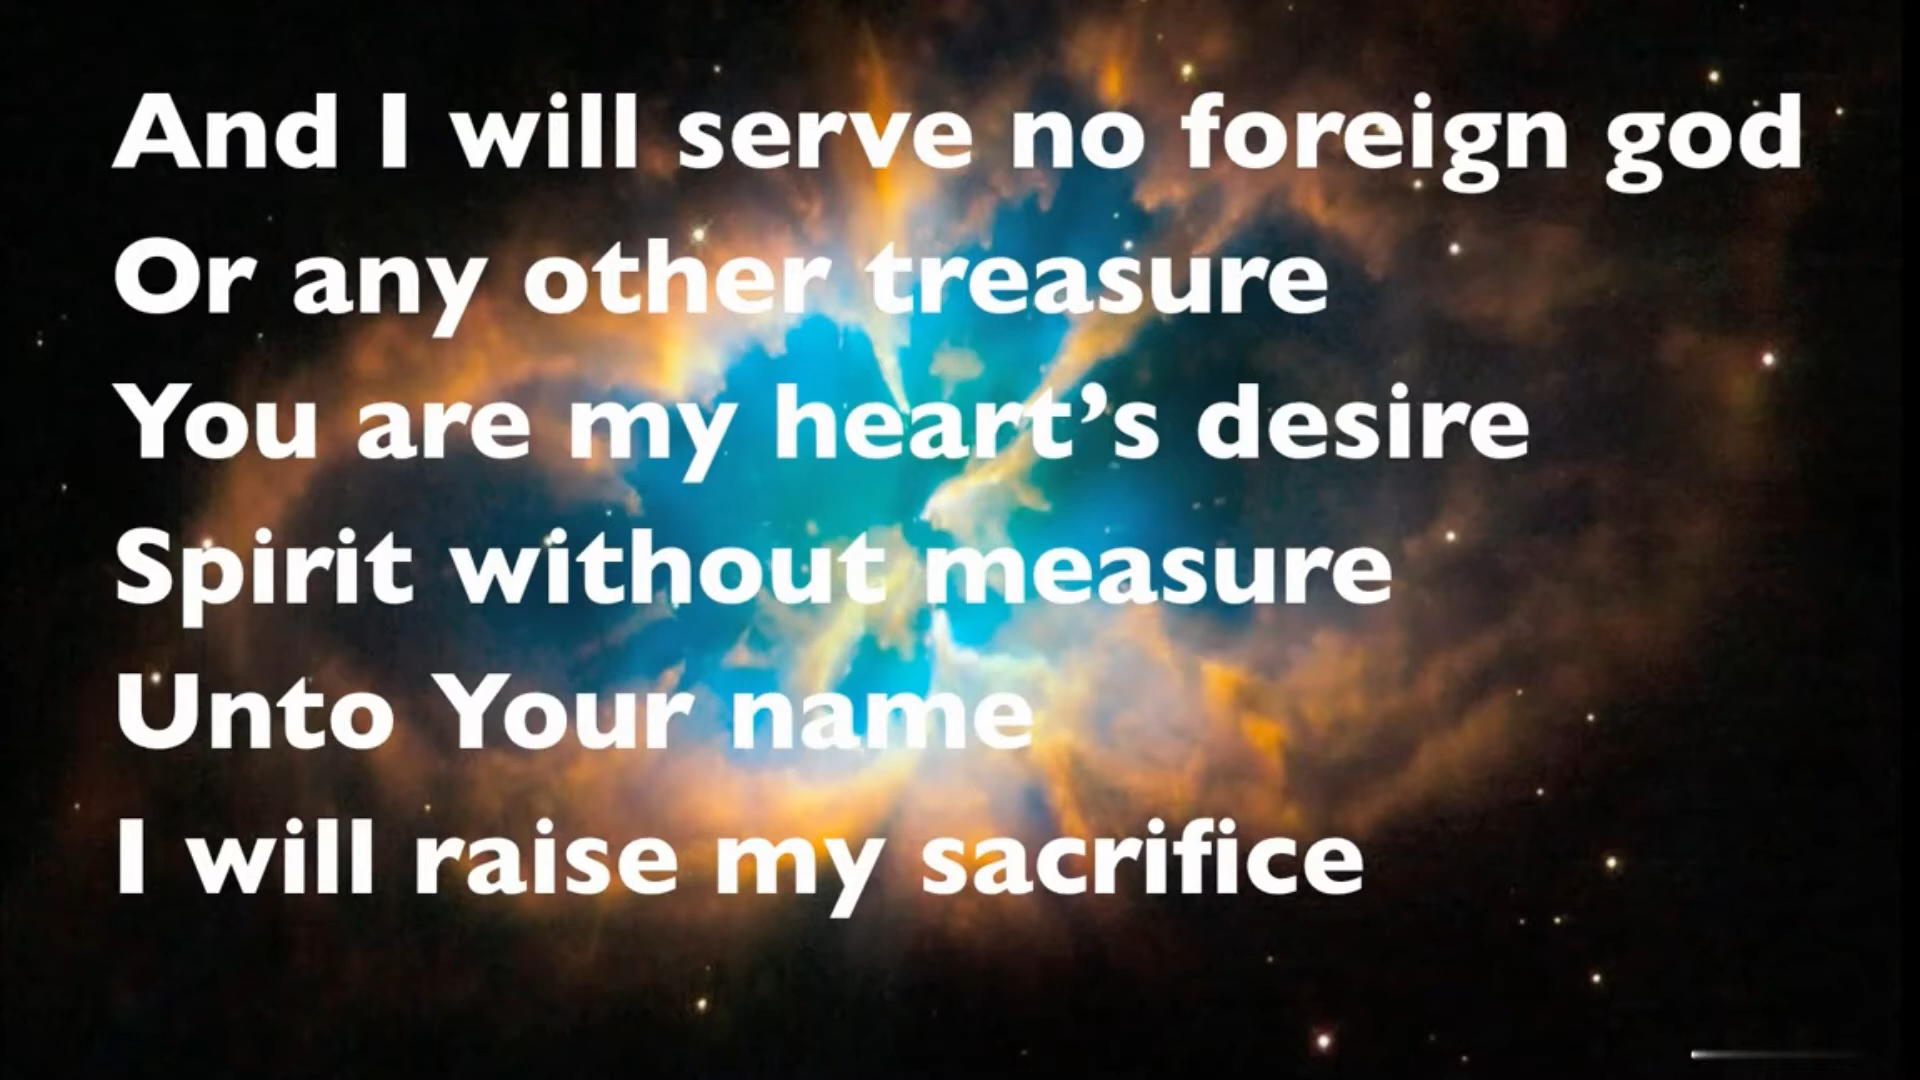 And I will serve no foreign god
Or any other treasure
You are my heart’s desire
Spirit without measure
Unto Your name
I will raise my sacrifice